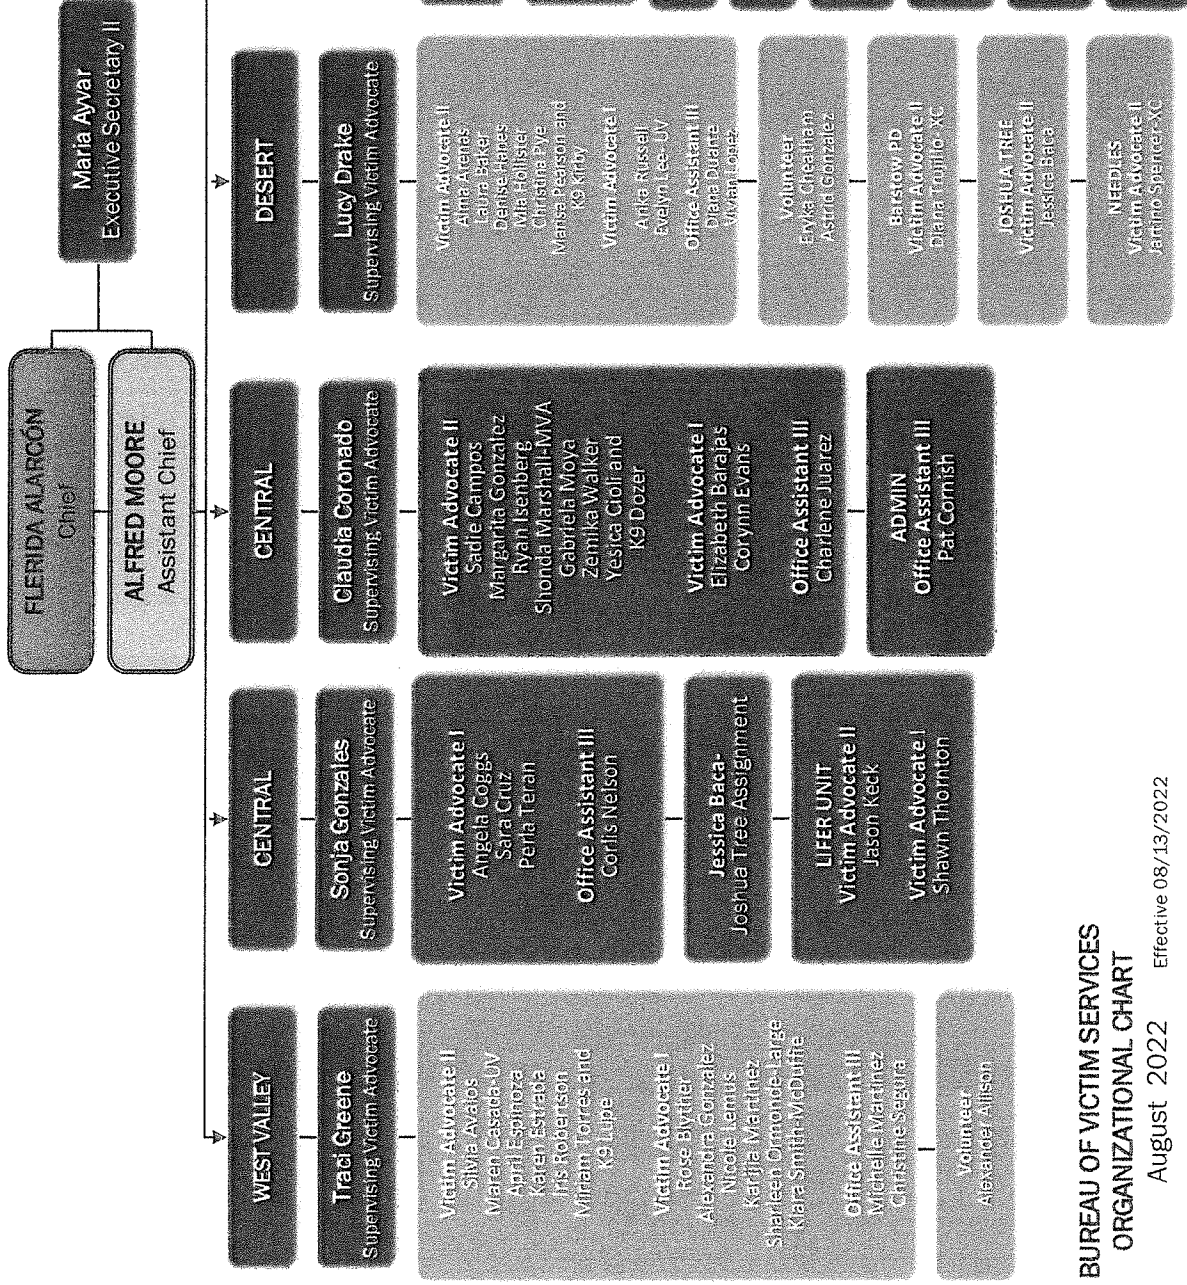 FLERIDA ALARCÓN
Chief
ALFRED MOORE
Assistant Chief
Maria Ayvar
Executive Secretary II
WEST VALLEY
Traci Greene
Supervising Victim Advocate
Victim Advocate II
Silvia Avalos
Maren Casada-UV
April Espinoza
Karen Estrada
Iris Robertson
Miriam Torres and
K9 Lupe
Victim Advocate I
Rose Blyther
Alexandra Gonzalez
Nicole Lemus
Karijia Martinez
Sharleen Ormonde-Large
Klara Smith-McDuffie
Office Assistant III
Michelle Martinez
Christine Segura
Volunteer
Alexander Allison
CENTRAL
Sonja Gonzales
Supervising Victim Advocate
Victim Advocate I
Angela Coggs
Sara Cruz
Perla Teran
Office Assistant III
Corlis Nelson
Jessica Baca-
Joshua Tree Assignment
LIFER UNIT
Victim Advocate II
Jason Keck
Victim Advocate I
Shawn Thornton
CENTRAL
Claudia Coronado
Supervising Victim Advocate
Victim Advocate II
Sadie Campos
Margarita Gonzalez
Ryan Isenberg
Shonda Marshall-MVA
Gabriela Moya
Zemika Walker
Yesica Cioli and
K9 Dozer
Victim Advocate I
Elizabeth Barajas
Corynn Evans
Office Assistant III
Charlene Juarez
ADMIN
Office Assistant III
Pat Cornish
DESERT
Lucy Drake
Supervising Victim Advocate
Victim Advocate II
Alma Arenas
Laura Baker
Denise Hanes
Mia Hollister
Christina Pye
Marisa Pearson and
K9 Kirby
Victim Advocate I
Anka Russell
Evelyn Lee- UV
Office Assistant III
Diana Duante
Vivian Lopez
Volunteer
Eryka Cheatham
Astrid Gonzalez
Barstow PD
Victim Advocate II
Diana Trujillo- XC
JOSHUA TREE
Victim Advocate II
Jessica Baca
NEEDLES
Victim Advocate II
Jartino Spencer-XC
BUREAU OF VICTIM SERVICES
ORGANIZATIONAL CHART
August 2022 Effective 08/13/2022